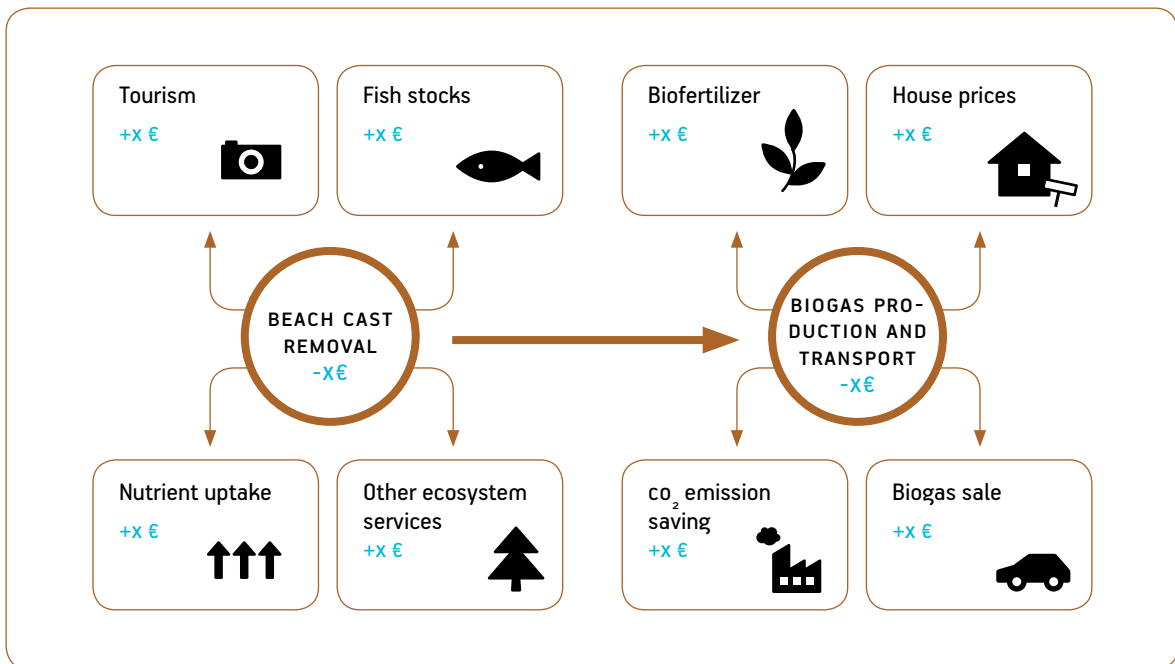 Tourism
+x €
Fish stocks
+x €
Biofertilizer
+x €
House prices
+x €
BEACH CAST
REMOVAL
-x€
BIOGAS PRO-
DUCTION AND
TRANSPORT
-x€
Nutrient uptake
+x €
Other ecosystem
services
+x €
CO₂ emission
saving
+x €
Biogas sale
+x €